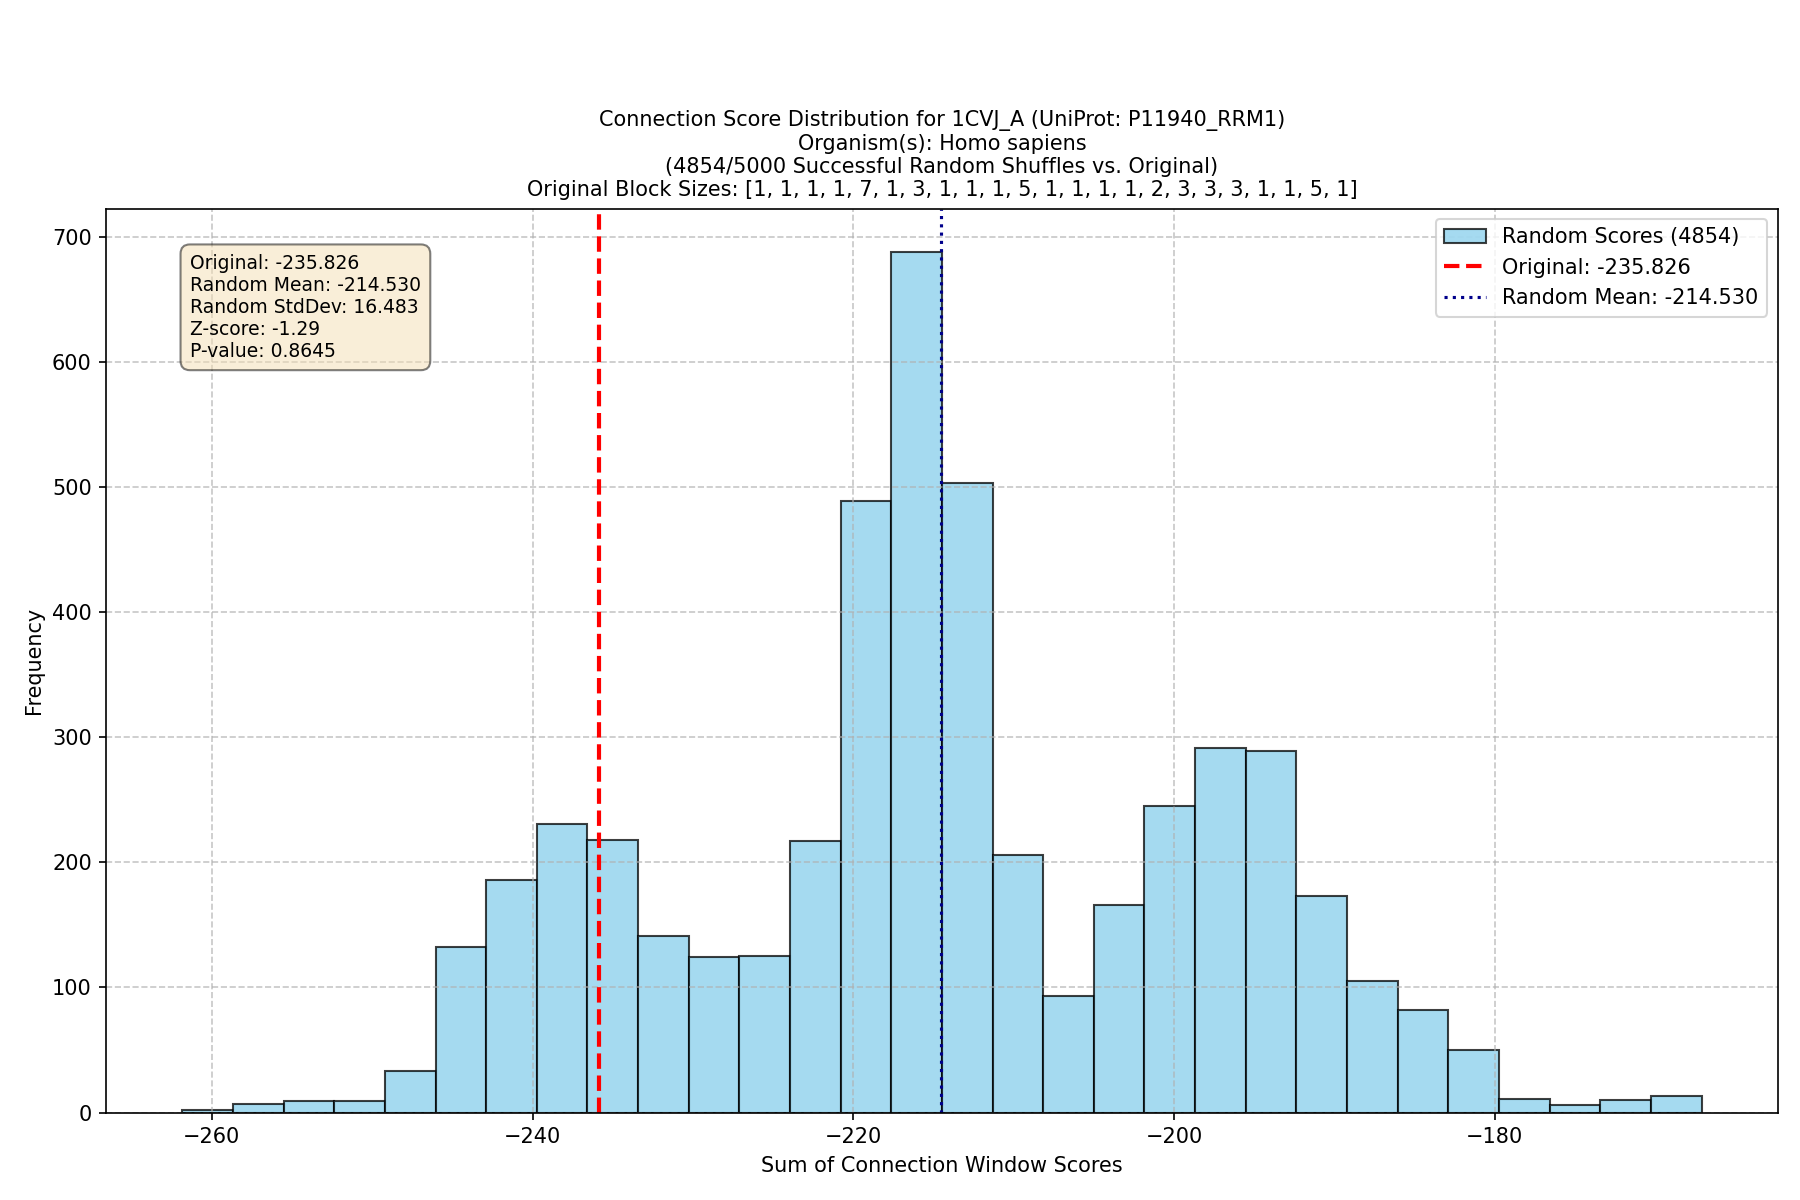 Connection Score Distribution for 1CVJ_A (UniProt: P11940_RRM1)
Organism(s): Homo sapiens
(4854/5000 Successful Random Shuffles vs. Original)
Original Block Sizes: [1, 1, 1, 1, 7, 1, 3, 1, 1, 1, 5, 1, 1, 1, 1, 2, 3, 3, 3, 1, 1, 5, 1]
Original: -235.826
Random Mean: -214.530
Random StdDev: 16.483
Z-score: -1.29
P-value: 0.8645
Random Scores (4854)
Original: -235.826
Random Mean: -214.530
Frequency
700
600
500
400
300
200
100
0
−260
−240
−220
−200
−180
Sum of Connection Window Scores